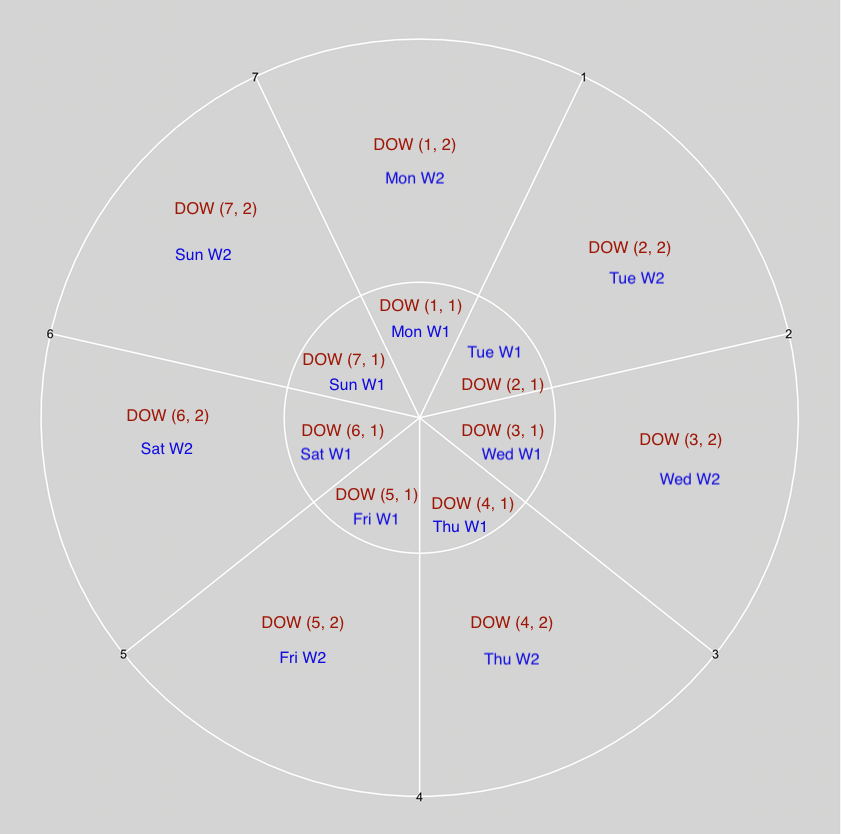 7
1
DOW (1, 2)
Mon W2
DOW (7, 2)
Sun W2
DOW (2, 2)
Tue W2
DOW (1, 1)
Mon W1
6
2
Tue W1
DOW (2, 1)
DOW (7, 1)
Sun W1
DOW (6, 2)
Sat W2
DOW (6, 1)
Sat W1
DOW (3, 1)
Wed W1
DOW (3, 2)
Wed W2
DOW (5, 1)
Fri W1
DOW (4, 1)
Thu W1
DOW (5, 2)
Fri W2
DOW (4, 2)
Thu W2
5
3
4